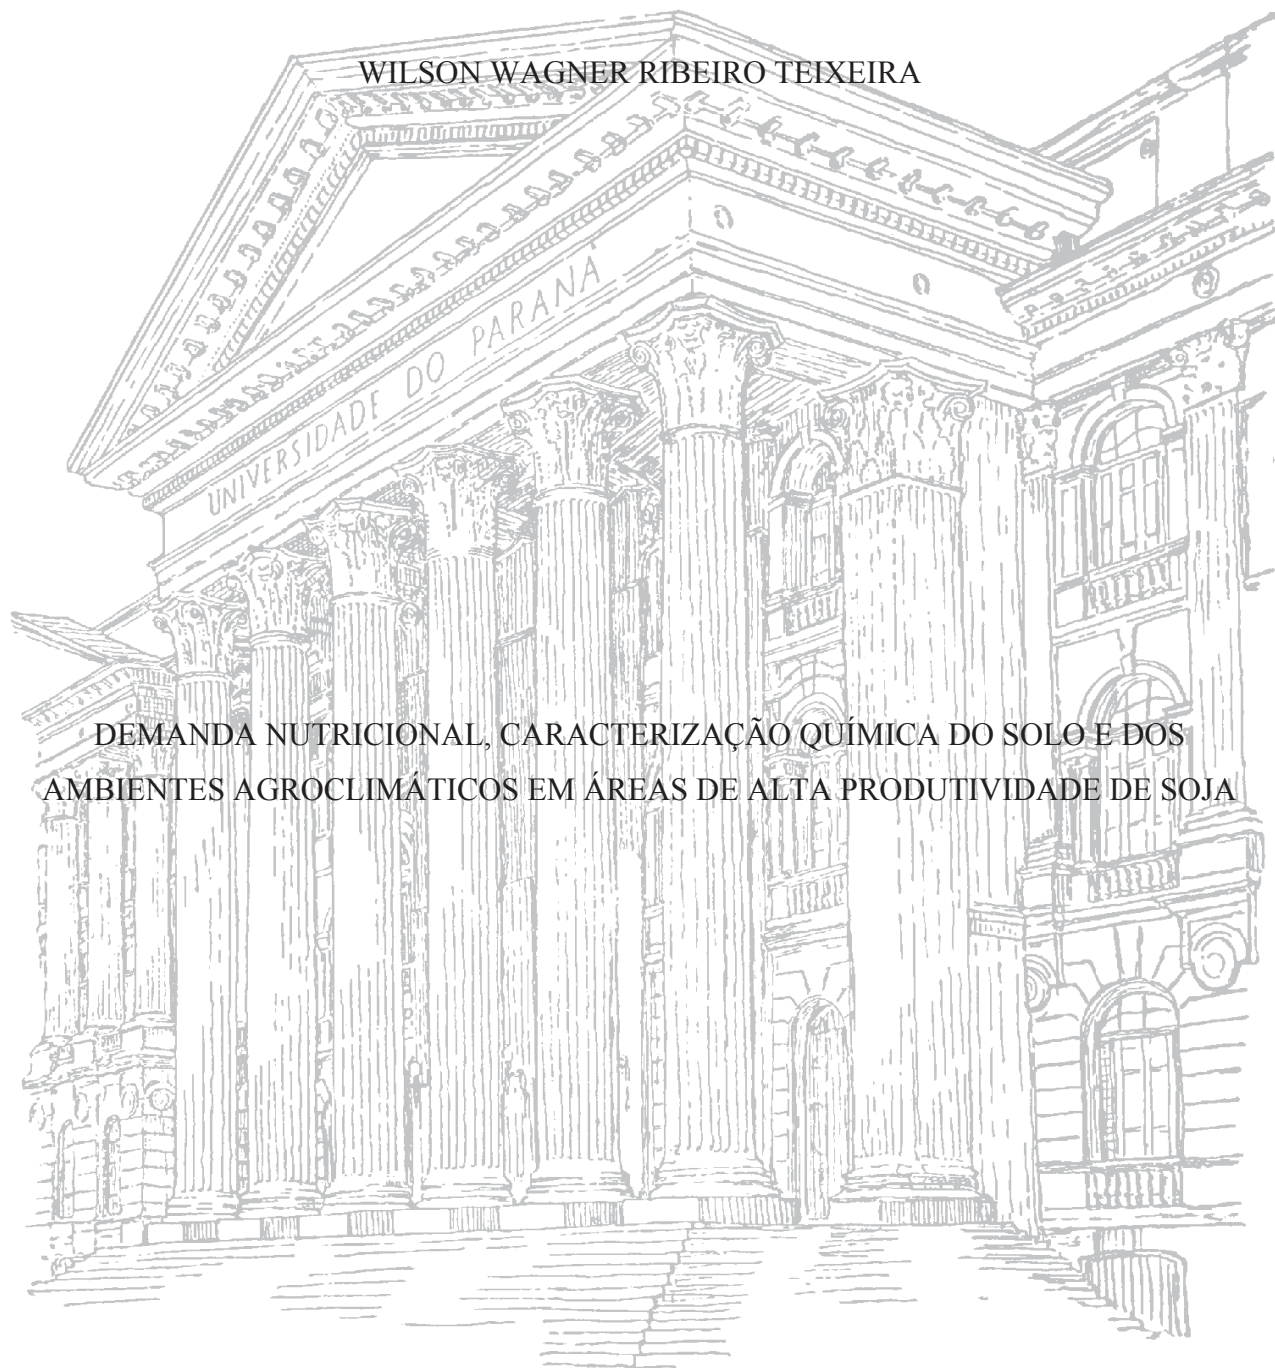 WILSON WAGNER RIBEIRO TEIXEIRA
UNIVERSIDADE DO PARANÁ
DEMANDA NUTRICIONAL, CARACTERIZAÇÃO QUÍMICA DO SOLO E DOS
AMBIENTES AGROCLIMÁTICOS EM ÁREAS DE ALTA PRODUTIVIDADE DE SOJA